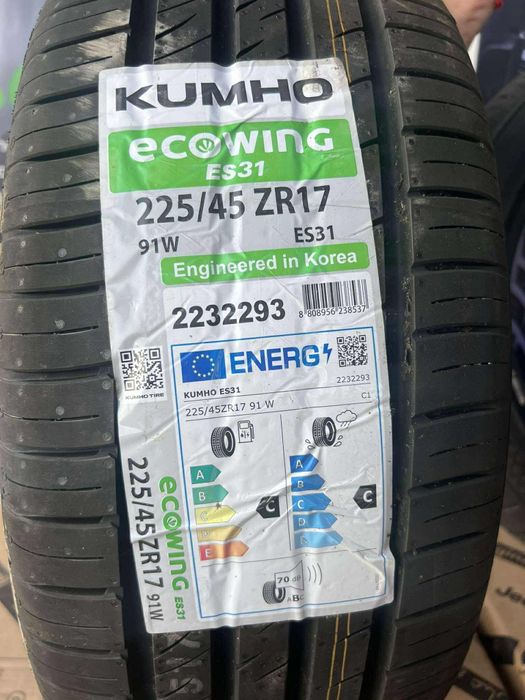 KUMHO
ecowing
ES31
225/45 ZR17
91W ES31
Engineered in Korea
2232293
8 808956 238537
KUMHO TIRE
ENERG
2232293
KUMHO ES31
225/45ZR17 91 W
C1
A
B
C
D
E
C
A
B
C
D
E
C
70 dB
ABC
ecowing ES31
225/45ZR17 91W